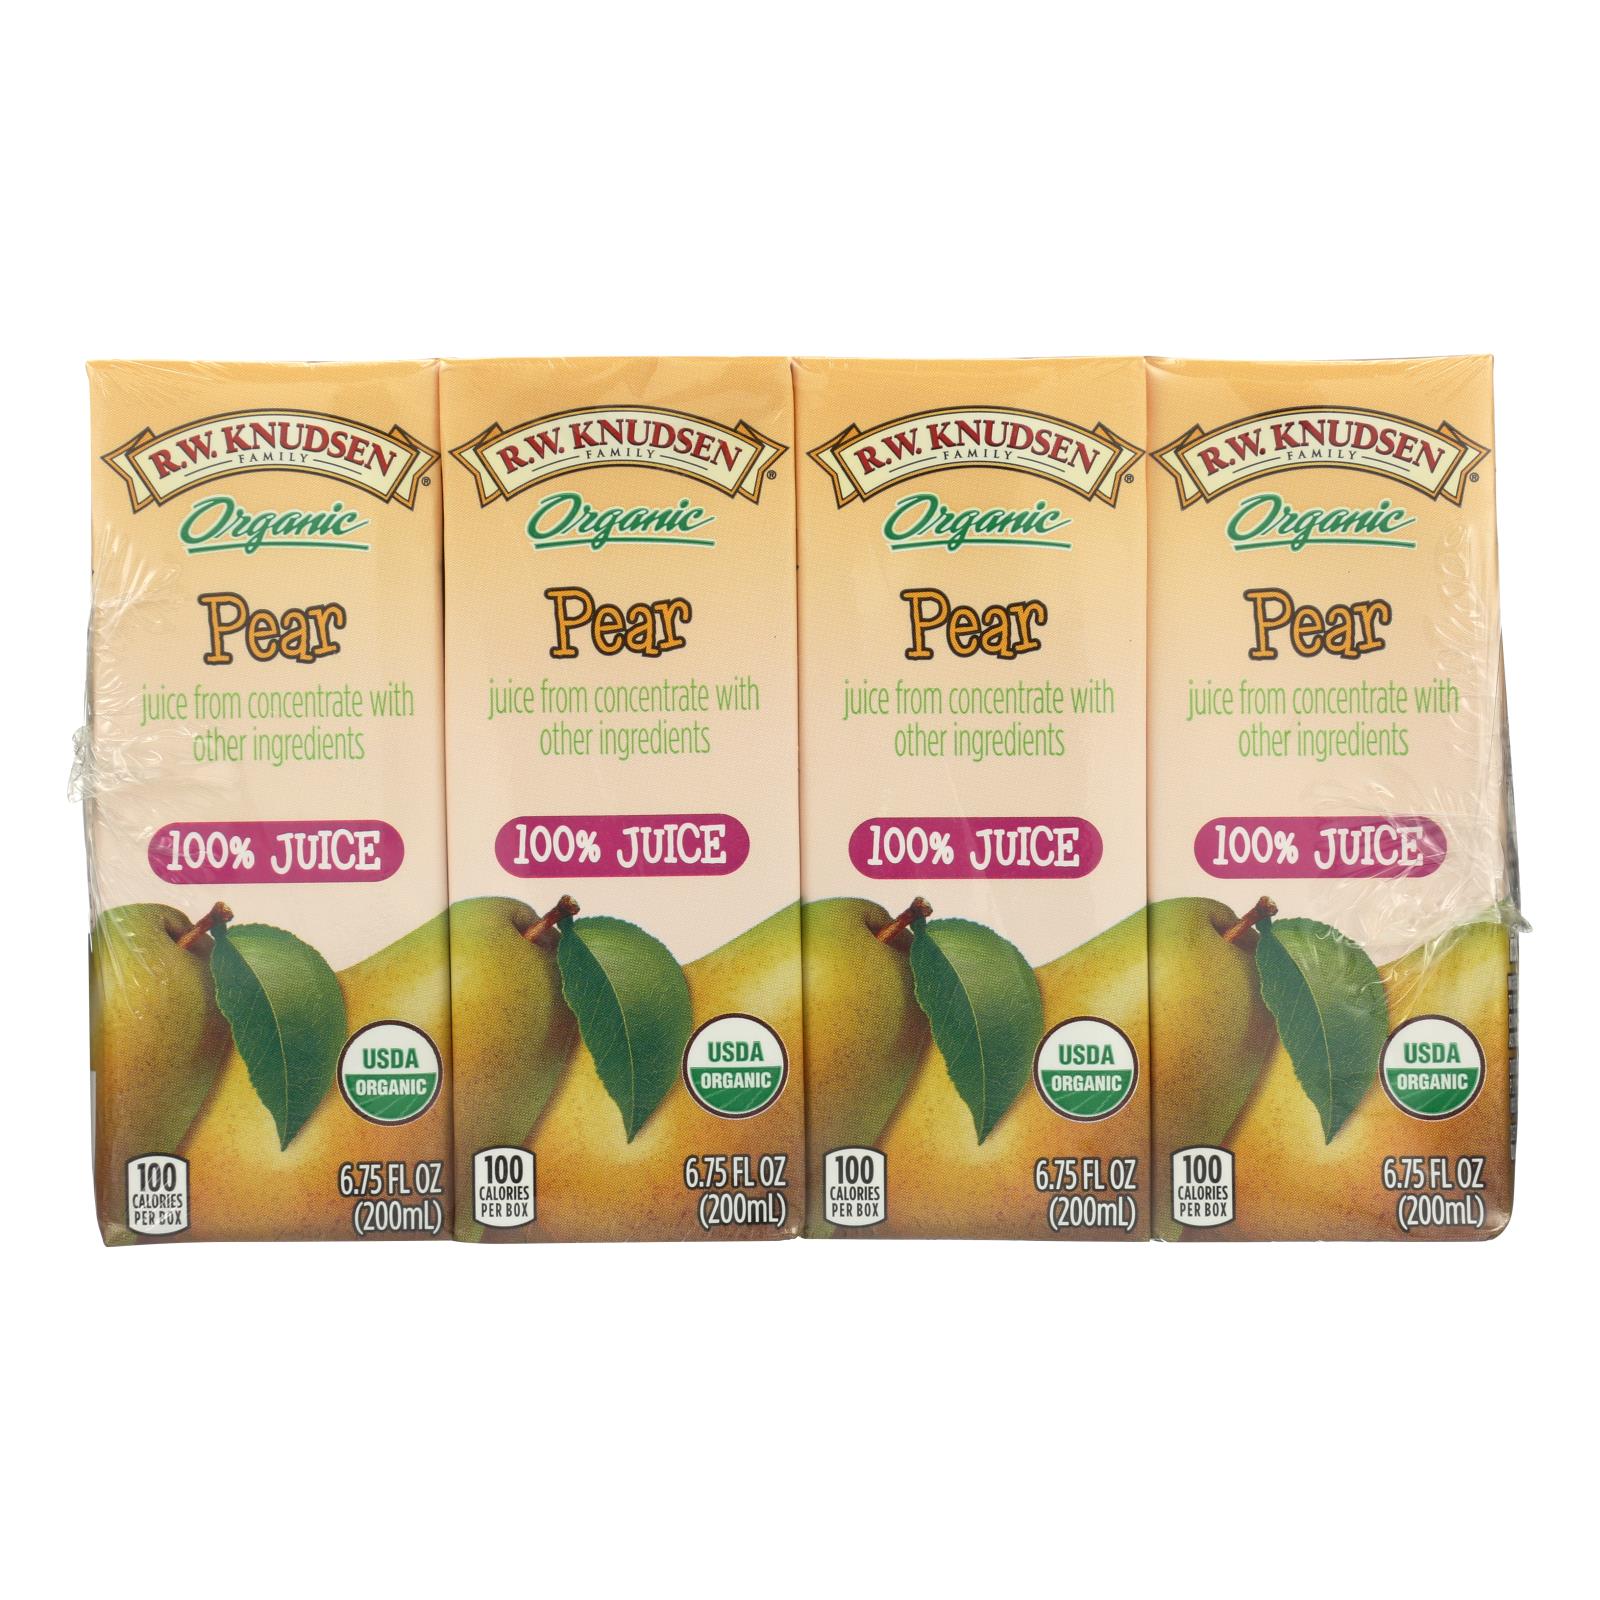 R.W. KNUDSEN
FAMILY
®
Organic
Pear
juice from concentrate with
other ingredients
100% JUICE
USDA
ORGANIC
100
CALORIES
PER BOX
6.75 FL OZ
(200mL)
R.W. KNUDSEN
FAMILY
®
Organic
Pear
juice from concentrate with
other ingredients
100% JUICE
USDA
ORGANIC
100
CALORIES
PER BOX
6.75 FL OZ
(200mL)
R.W. KNUDSEN
FAMILY
®
Organic
Pear
juice from concentrate with
other ingredients
100% JUICE
USDA
ORGANIC
100
CALORIES
PER BOX
6.75 FL OZ
(200mL)
R.W. KNUDSEN
FAMILY
®
Organic
Pear
juice from concentrate with
other ingredients
100% JUICE
USDA
ORGANIC
100
CALORIES
PER BOX
6.75 FL OZ
(200mL)